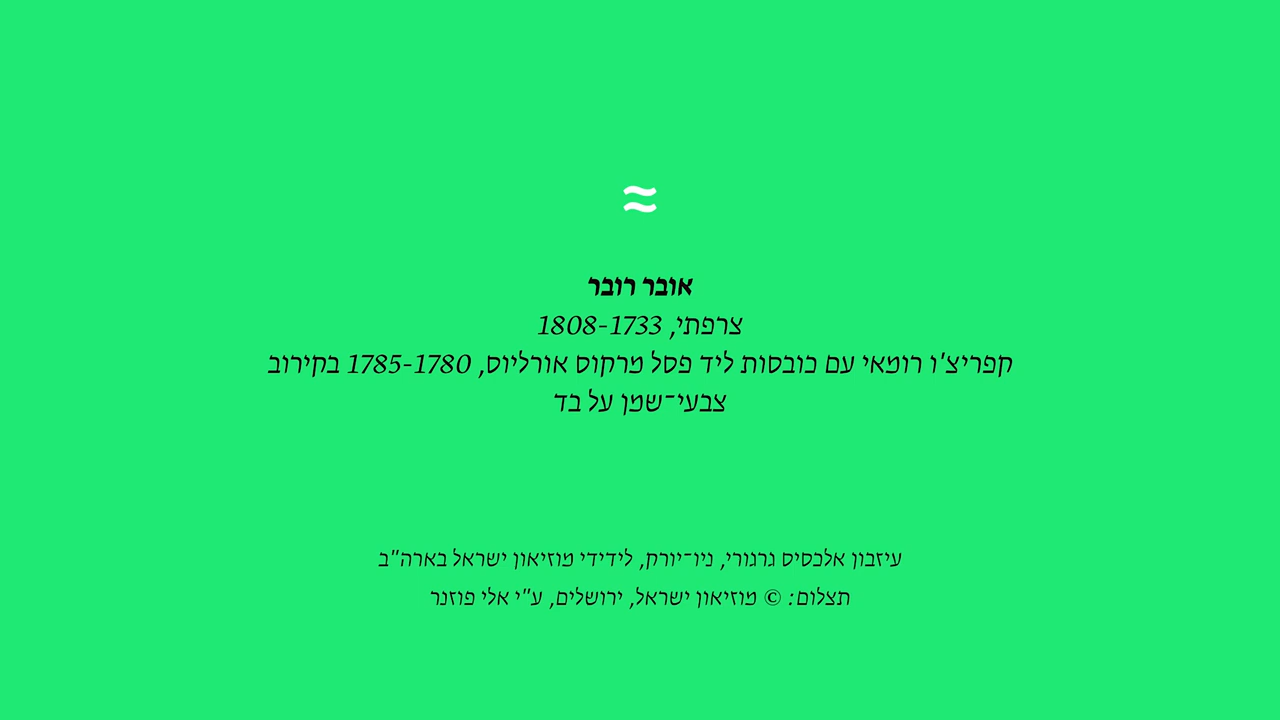 ≈
אובר רובר
צרפתי, 1733-1808
קפריצ'ו רומאי עם כובסות ליד פסל מרקוס אורליוס, 1780-1785 בקירוב
צבעי־שמן על בד
עיזבון אלכסיס גרגורי, ניו־יורק, לידידי מוזיאון ישראל בארה"ב
תצלום: © מוזיאון ישראל, ירושלים, ע"י אלי פוזנר